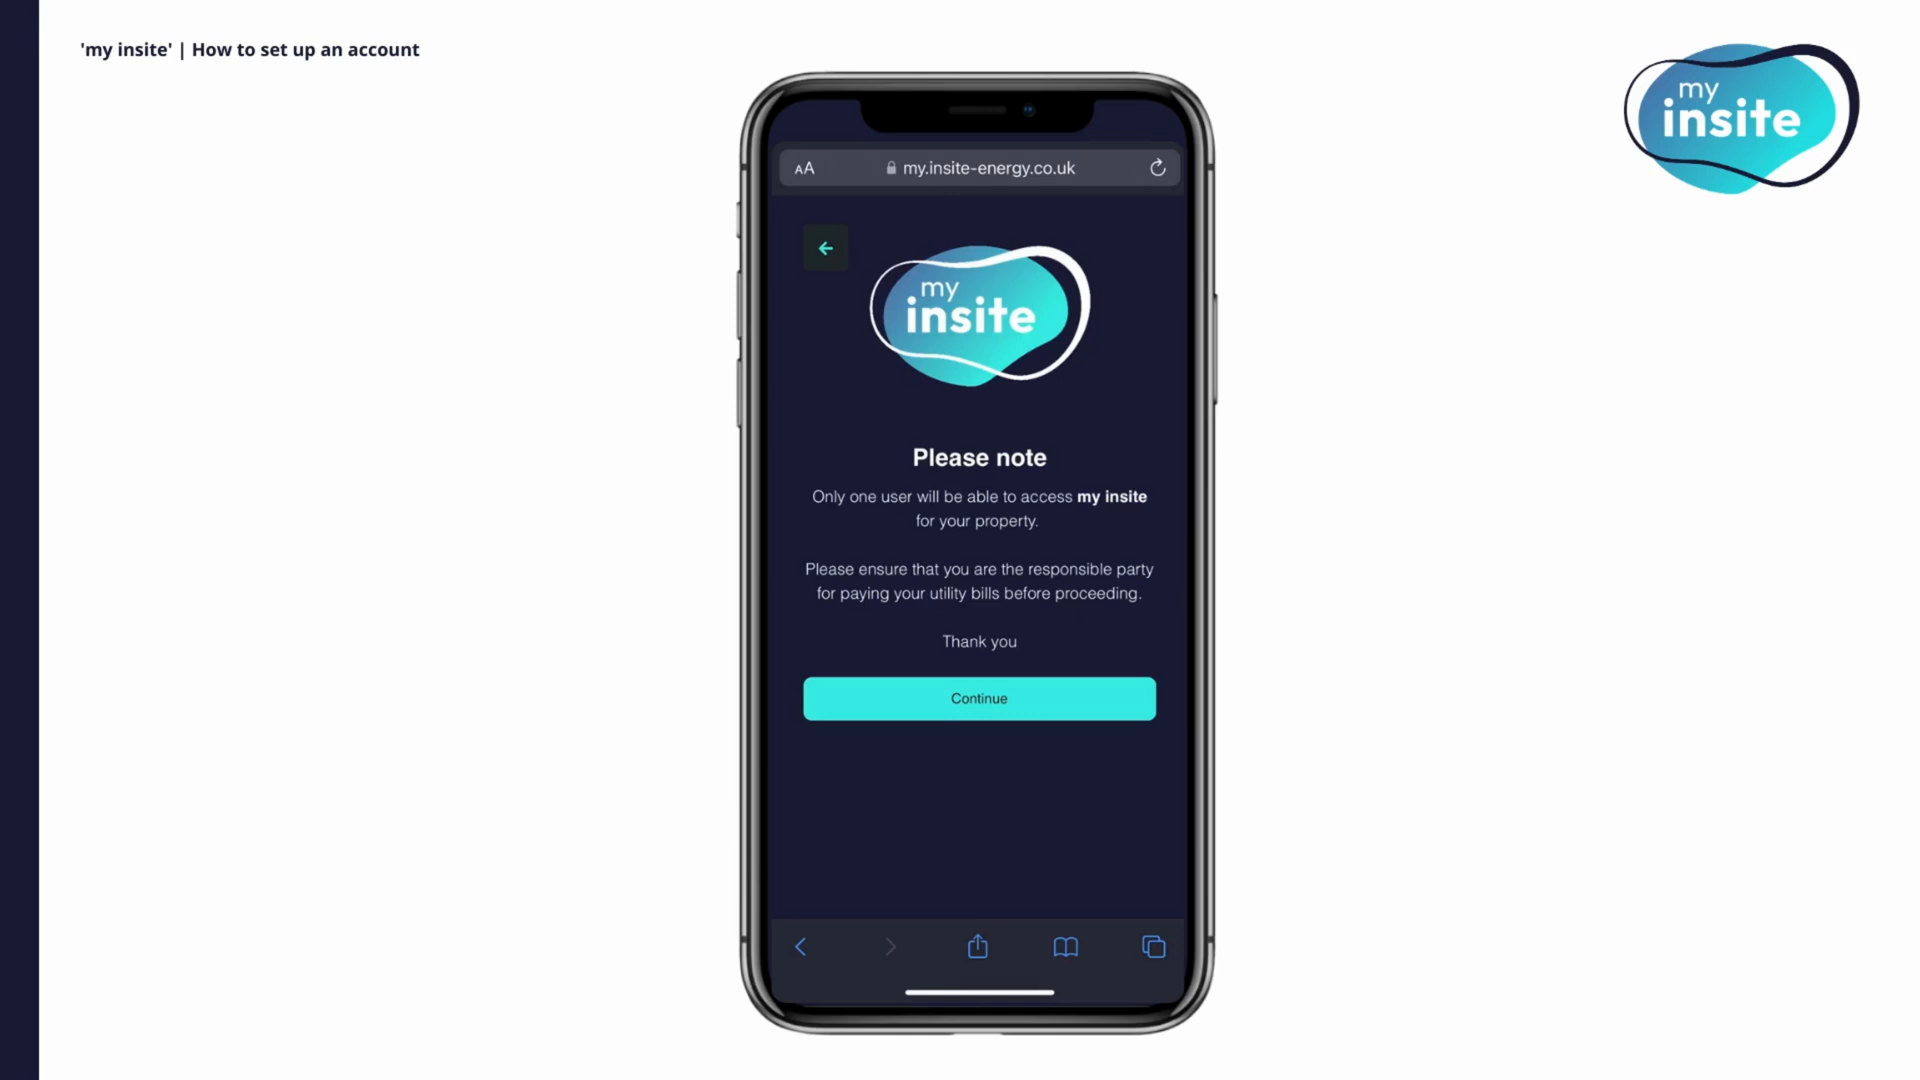 'my insite' | How to set up an account
my
insite
AA
my.insite-energy.co.uk
my
insite
Please note
Only one user will be able to access my insite
for your property.
Please ensure that you are the responsible party
for paying your utility bills before proceeding.
Thank you
Continue